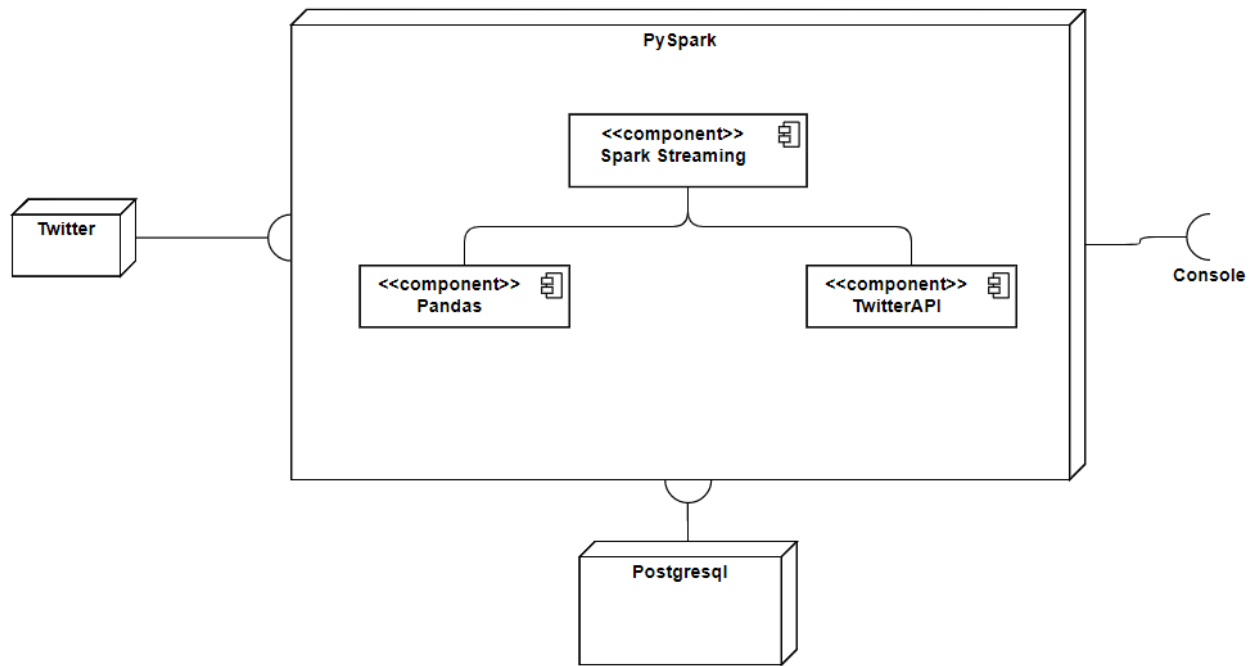 PySpark
<<component>>
Spark Streaming
Twitter
<<component>>
Pandas
<<component>>
TwitterAPI
Console
Postgresql